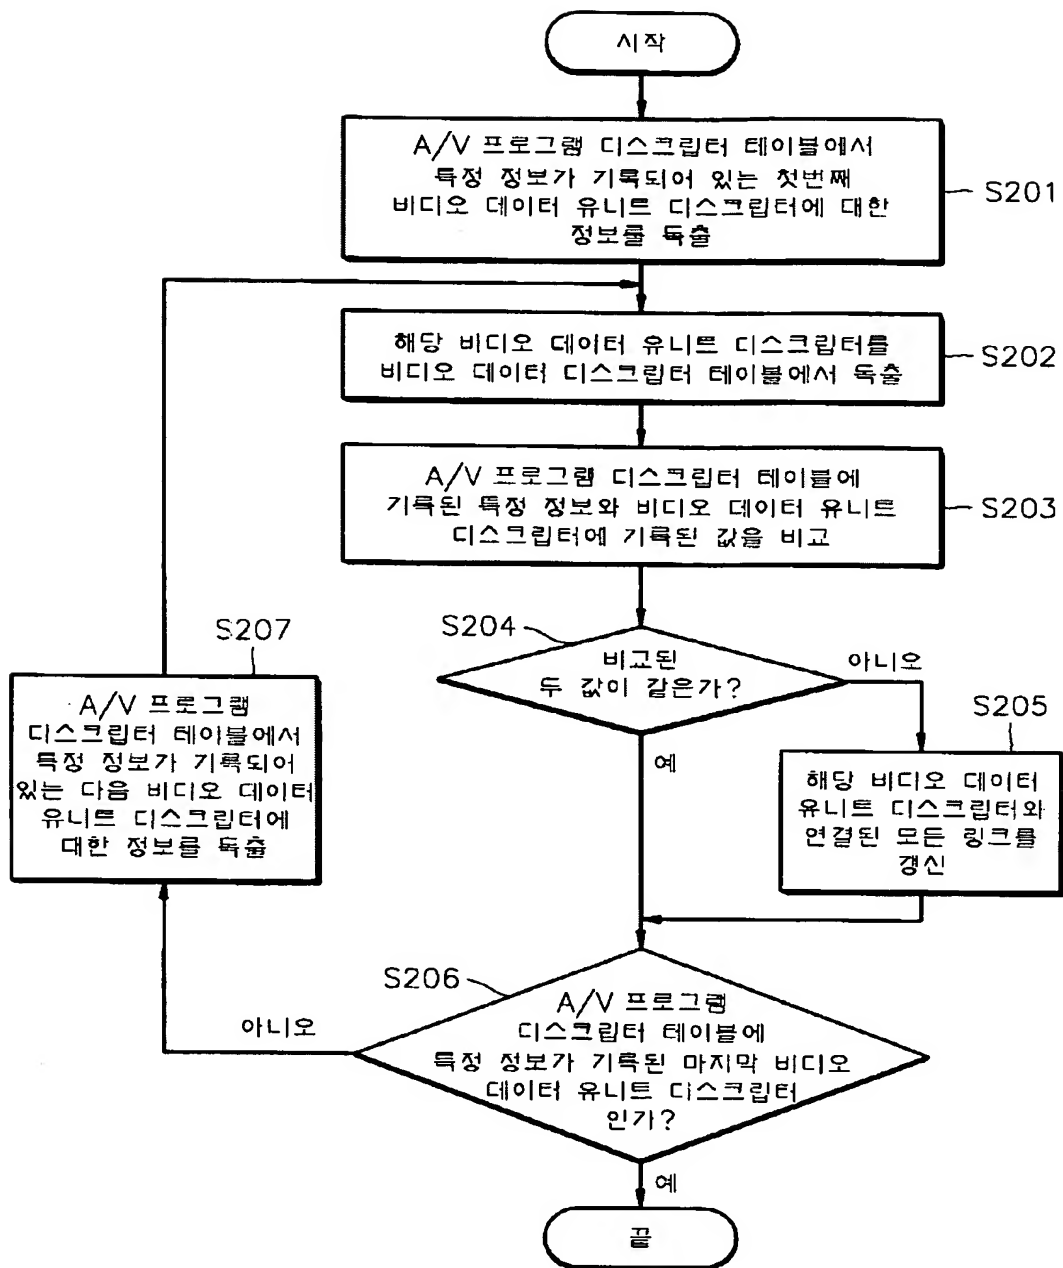 시작
A/V 프로그램 디스크립터 테이블에서
특정 정보가 기록되어 있는 첫번째
비디오 데이터 유니트 디스크립터에 대한
정보를 독출
S201
해당 비디오 데이터 유니트 디스크립터를
비디오 데이터 디스크립터 테이블에서 독출
S202
A/V 프로그램 디스크립터 테이블에
기록된 특정 정보와 비디오 데이터 유니트
디스크립터에 기록된 값을 비교
S203
S204
비교된
두 값이 같은가?
아니오
예
S205
해당 비디오 데이터
유니트 디스크립터와
연결된 모든 링크를
갱신
S207
A/V 프로그램
디스크립터 테이블에서
특정 정보가 기록되어
있는 다음 비디오 데이터
유니트 디스크립터에
대한 정보를 독출
S206
A/V 프로그램
디스크립터 테이블에
특정 정보가 기록된 마지막 비디오
데이터 유니트 디스크립터
인가?
아니오
예
끝